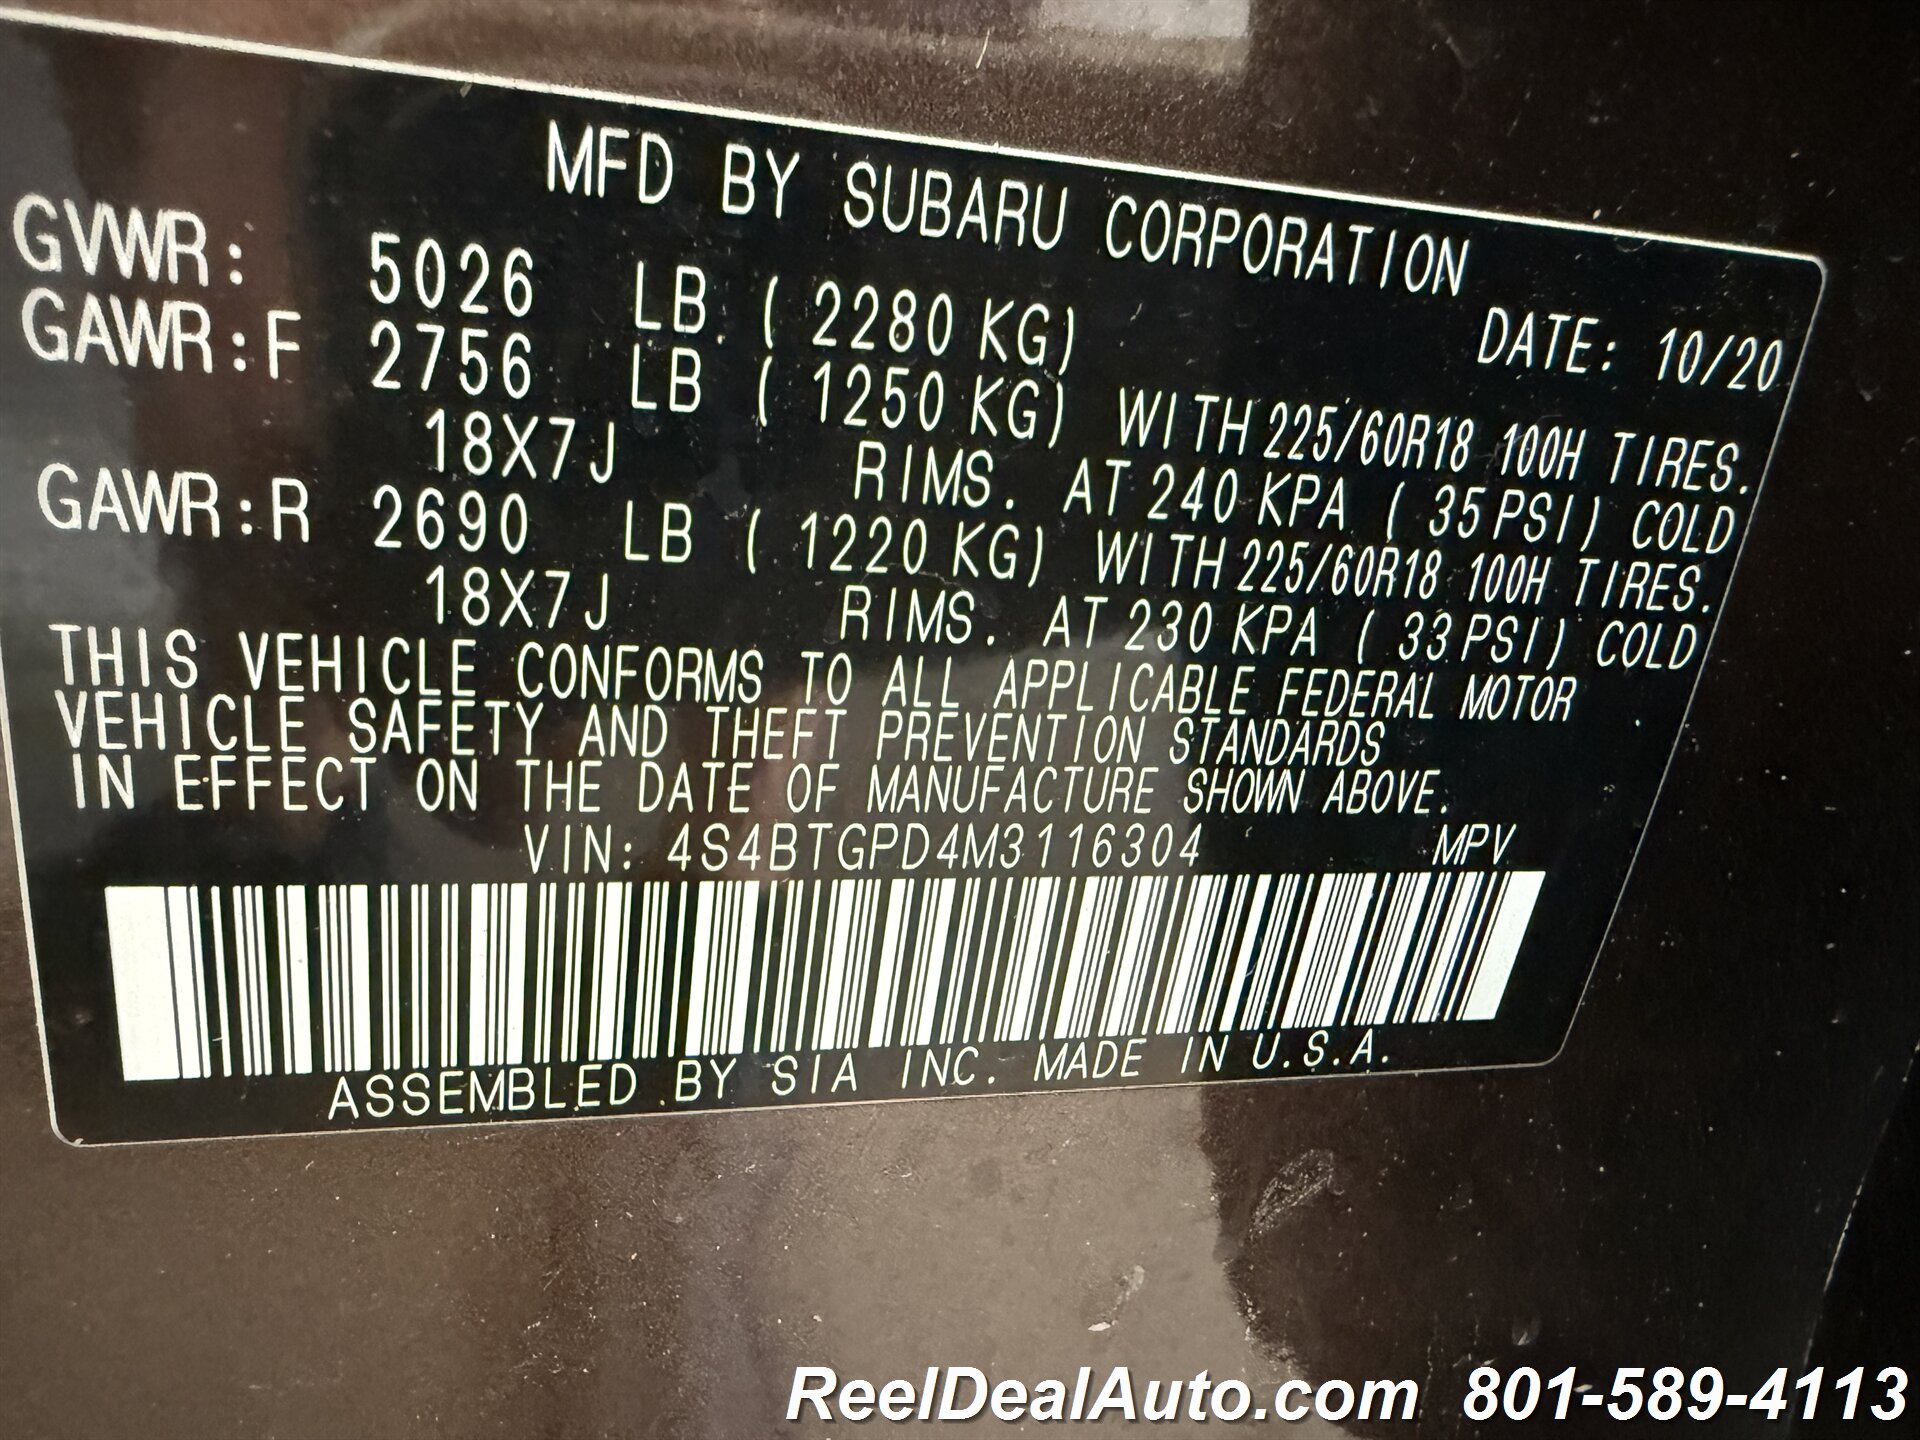 MFD BY SUBARU CORPORATION
DATE: 10/20
GVWR: 5026 LB. ( 2280 KG)
GAWR:F 2756 LB ( 1250 KG) WITH 225/60R18 100H TIRES.
18X7J RIMS. AT 240 KPA ( 35 PSI) COLD
GAWR:R 2690 LB ( 1220 KG) WITH 225/60R18 100H TIRES.
18X7J RIMS. AT 230 KPA ( 33 PSI) COLD
THIS VEHICLE CONFORMS TO ALL APPLICABLE FEDERAL MOTOR
VEHICLE SAFETY AND THEFT PREVENTION STANDARDS
IN EFFECT ON THE DATE OF MANUFACTURE SHOWN ABOVE.
VIN: 4S4BTGPD4M3116304 MPV
ASSEMBLED BY SIA INC. MADE IN U.S.A.
ReelDealAuto.com 801-589-4113